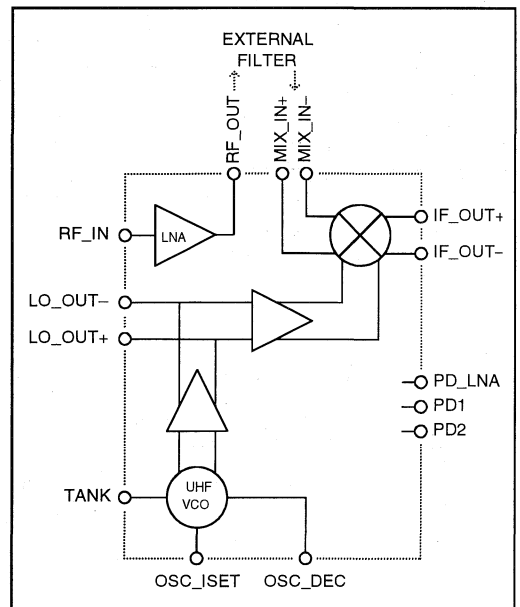 EXTERNAL
FILTER
RF_OUT
MIX_IN+
MIX_IN–
RF_IN
LNA
IF_OUT+
IF_OUT–
LO_OUT–
LO_OUT+
PD_LNA
PD1
PD2
TANK
UHF
VCO
OSC_ISET
OSC_DEC